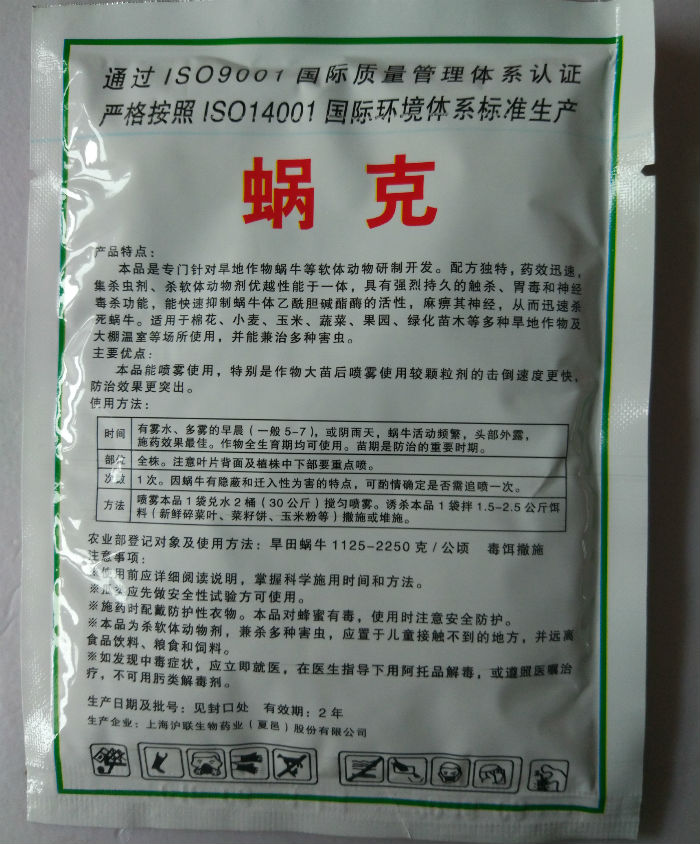 通过 ISO9001 国际质量管理体系认证
严格按照 ISO14001 国际环境体系标准生产
蜗 克
产品特点：
本品是专门针对旱地作物蜗牛等软体动物研制开发。配方独特，药效迅速，
集杀虫剂、杀软体动物剂优越性能于一体，具有强烈持久的触杀、胃毒和神经
毒杀功能，能快速抑制蜗牛体乙酰胆碱酯酶的活性，麻痹其神经，从而迅速杀
死蜗牛。适用于棉花、小麦、玉米、蔬菜、果园、绿化苗木等多种旱地作物及
大棚温室等场所使用，并能兼治多种害虫。
主要优点：
本品能喷雾使用，特别是作物大苗后喷雾使用较颗粒剂的击倒速度更快，
防治效果更突出。
使用方法：
时间 有雾水、多雾的早晨（一般 5-7），或阴雨天，蜗牛活动频繁，头部外露，
施药效果最佳。作物全生育期均可使用。苗期是防治的重要时期。
部位 全株。注意叶片背面及植株中下部要重点喷。
次数 1 次。因蜗牛有隐蔽和迁入性为害的特点，可酌情确定是否需追喷一次。
方法 喷雾本品 1 袋兑水 2 桶（30 公斤）搅匀喷雾。诱杀本品 1 袋拌 1.5-2.5 公斤饵
料（新鲜碎菜叶、菜籽饼、玉米粉等）撤施或堆施。
农业部登记对象及使用方法：旱田蜗牛 1125-2250 克／公顷 毒饵撤施
注意事项：
※使用前应详细阅读说明，掌握科学施用时间和方法。
应先做安全性试验方可使用。
※施药时配戴防护性衣物。本品对蜂蜜有毒，使用时注意安全防护。
※本品为杀软体动物剂，兼杀多种害虫，应置于儿童接触不到的地方，并远离
食品饮料、粮食和饲料。
※如发现中毒症状，应立即就医，在医生指导下用阿托品解毒，或遵照医嘱治
疗，不可用肟类解毒剂。
生产日期及批号：见封口处 有效期：2 年
生产企业：上海沪联生物药业（夏邑）股份有限公司